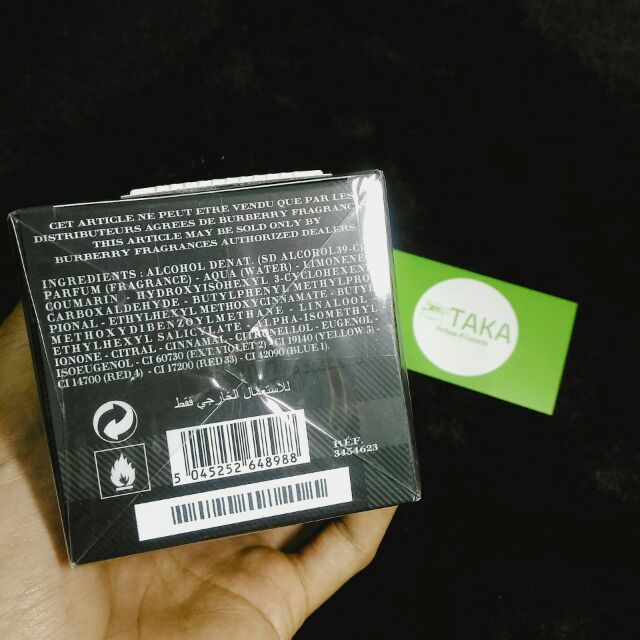 CET ARTICLE NE PEUT ETRE VENDU QUE PAR LES
DISTRIBUTEURS AGREES DE BURBERRY FRAGRANCES
THIS ARTICLE MAY BE SOLD ONLY BY
BURBERRY FRAGRANCES AUTHORIZED DEALERS
INGREDIENTS : ALCOHOL DENAT. (SD ALCOHOL 39-C)
PARFUM (FRAGRANCE) - AQUA (WATER) - LIMONENE
COUMARIN - HYDROXYISOHEXYL 3-CYCLOHEXENE
CARBOXALDEHYDE - BUTYLPHENYL METHYLPRO
PIONAL - ETHYLHEXYL METHOXYCINNAMATE - BUTYL
METHOXYDIBENZOYLMETHANE - LINALOOL
ETHYLHEXYL SALICYLATE - α-ISOMETHYL
IONONE - CITRAL - CINNAMAL - CITRONELLOL - EUGENOL
ISOEUGENOL - CI 60730 (EXT.VIOLET 2) - CI 19140 (YELLOW 5) -
CI 14700 (RED 4) - CI 17200 (RED 33) - CI 42090 (BLUE 1)
للاستعمال الخارجي فقط
RÉF.
3454623
5 045252 648988
TAKA